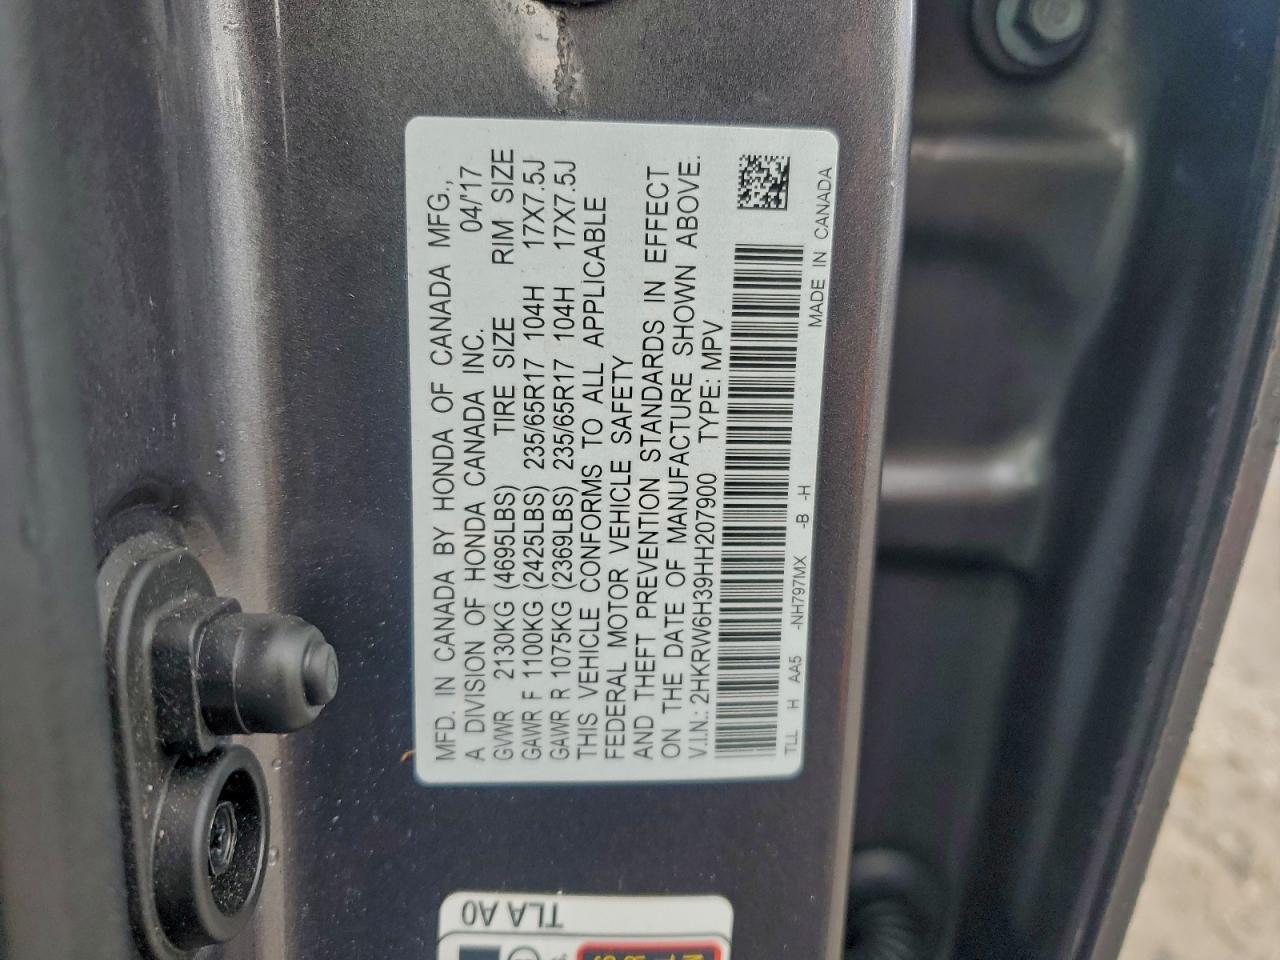 MFD. IN CANADA BY HONDA OF CANADA MFG.,
A DIVISION OF HONDA CANADA INC. 04/'17
GVWR 2130KG (4695LBS) TIRE SIZE RIM SIZE
GAWR F 1100KG (2425LBS) 235/65R17 104H 17X7.5J
GAWR R 1075KG (2369LBS) 235/65R17 104H 17X7.5J
THIS VEHICLE CONFORMS TO ALL APPLICABLE
FEDERAL MOTOR VEHICLE SAFETY
AND THEFT PREVENTION STANDARDS IN EFFECT
ON THE DATE OF MANUFACTURE SHOWN ABOVE.
V.I.N.: 2HKRW6H39HH207900 TYPE: MPV
TLL H AA5 -NH797MX -B -H MADE IN CANADA
TLA A0